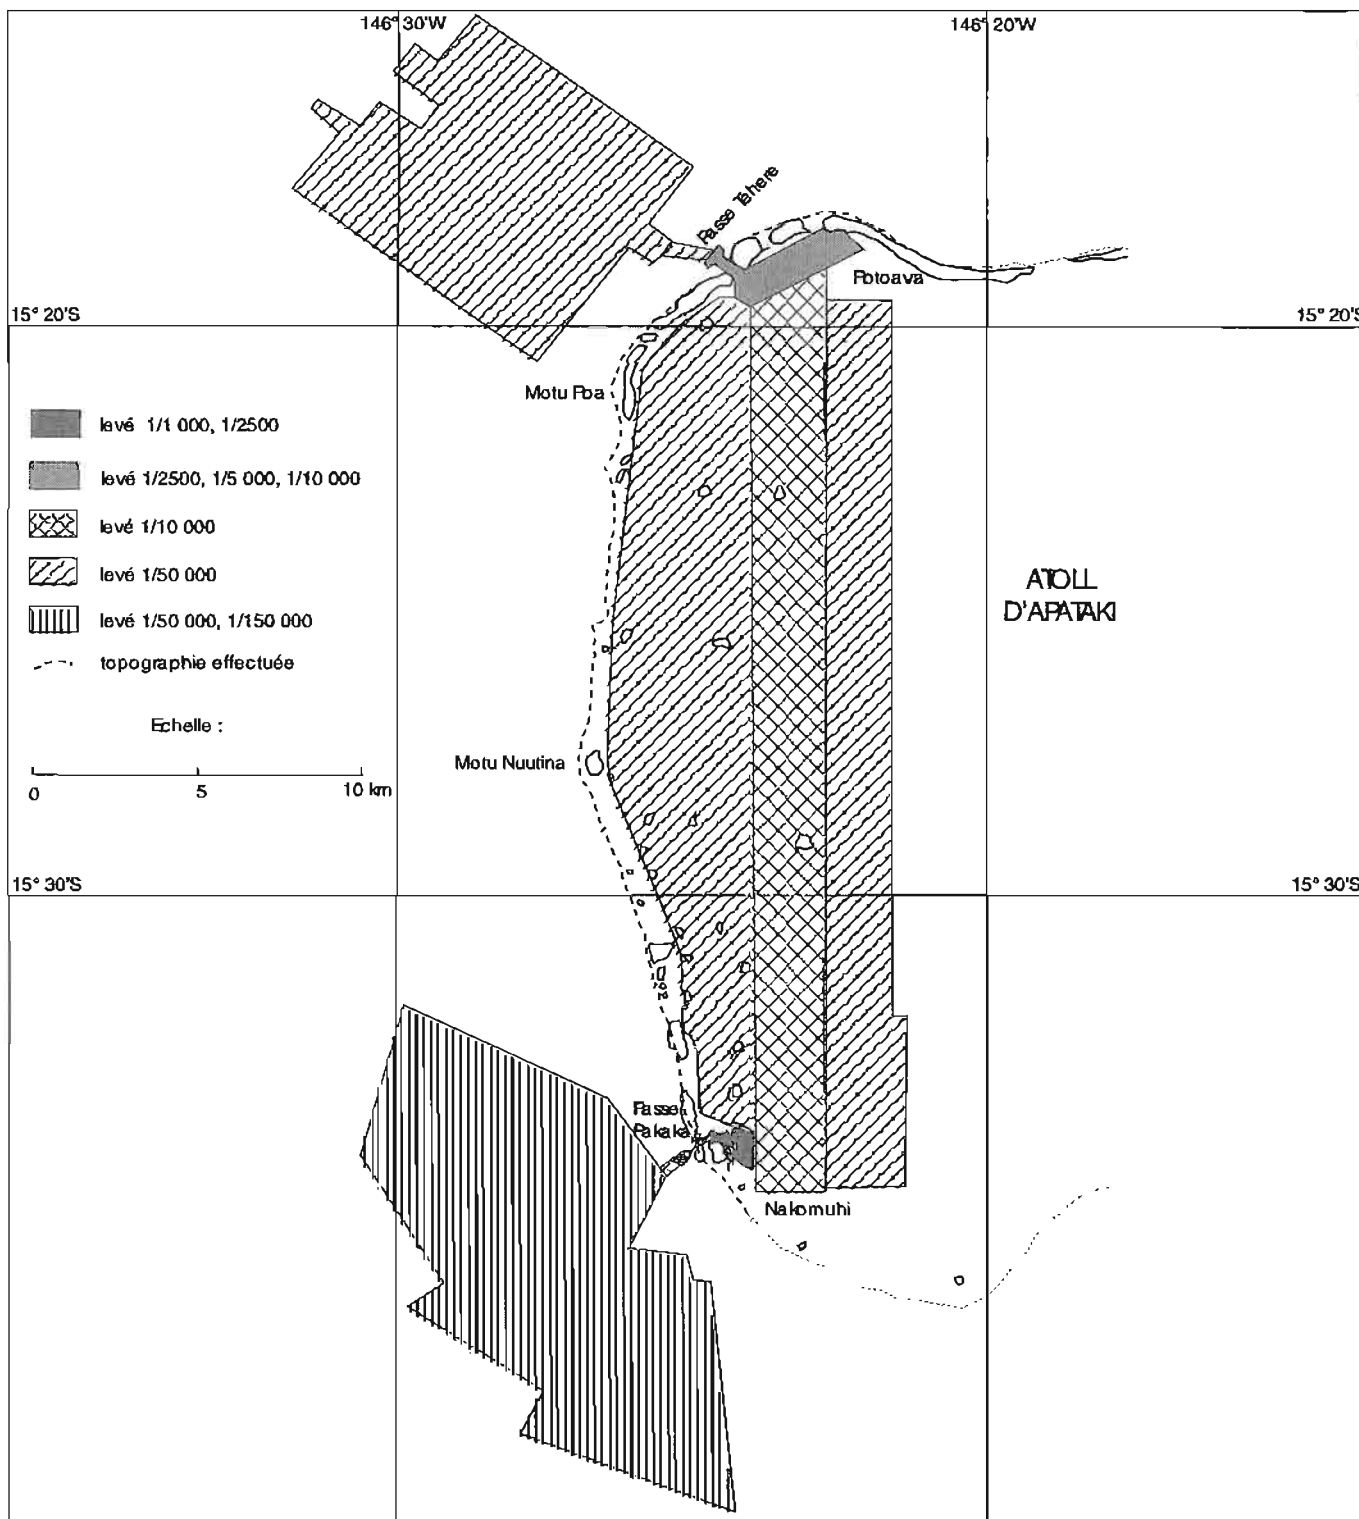 146° 30'W
146° 20'W
Passe Tehere
Potoava
15° 20'S
15° 20'S
Motu Poa
levé 1/1 000, 1/2500
levé 1/2500, 1/5 000, 1/10 000
levé 1/10 000
levé 1/50 000
levé 1/50 000, 1/150 000
topographie effectuée
ATOLL
D'APATAKI
Echelle :
0 5 10 km
Motu Nuutina
15° 30'S
15° 30'S
Passe
Pakaka
Nakomuhi